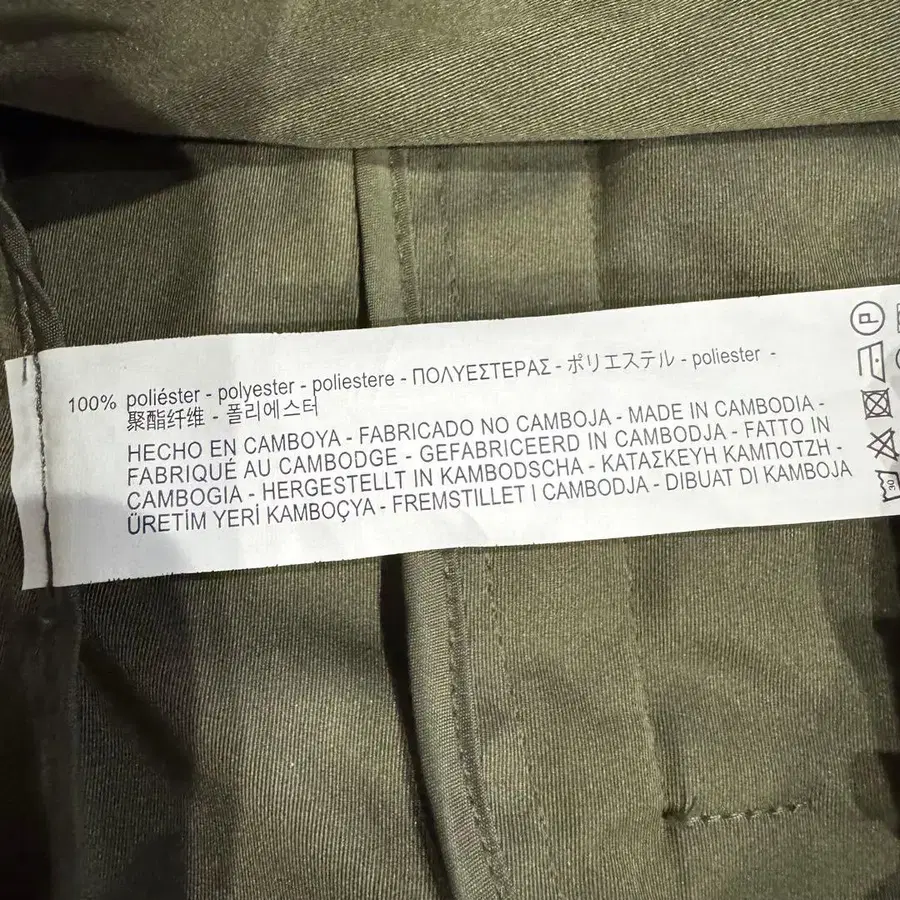 100% poliéster - polyester - poliestere - ΠΟΛΥΕΣΤΕΡΑΣ - ポリエステル - poliester -
聚酯纤维 - 폴리에스터
HECHO EN CAMBOYA - FABRICADO NO CAMBOJA - MADE IN CAMBODIA -
FABRIQUÉ AU CAMBODGE - GEFABRICEERD IN CAMBODJA - FATTO IN
CAMBOGIA - HERGESTELLT IN KAMBODSCHA - ΚΑΤΑΣΚΕΥΗ ΚΑΜΠΟΤΖΗ -
ÜRETİM YERİ KAMBOÇYA - FREMSTILLET I CAMBODJA - DIBUAT DI KAMBOJA
P
30